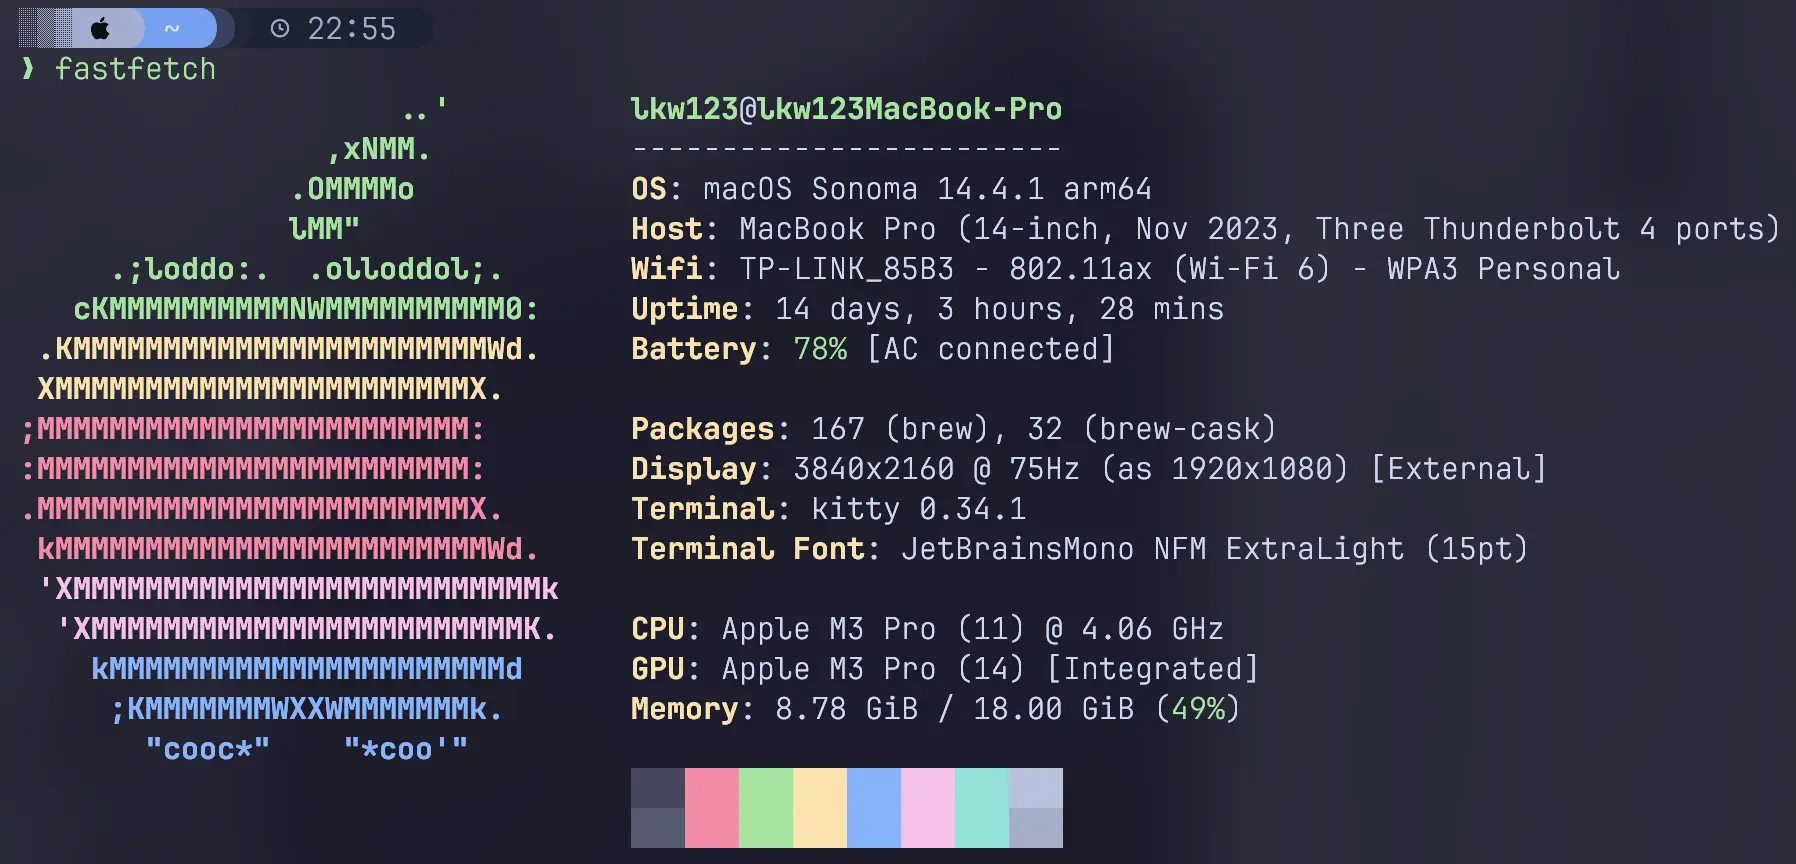 ~ 22:55
❯ fastfetch
..'
,xNMM.
.OMMMMo
lMM"
.;loddo:. .olloddol;.
cKMMMMMMMMMMNWMMMMMMMMMM0:
.KMMMMMMMMMMMMMMMMMMMMMMMWd.
XMMMMMMMMMMMMMMMMMMMMMMMX.
;MMMMMMMMMMMMMMMMMMMMMMMM:
:MMMMMMMMMMMMMMMMMMMMMMMM:
.MMMMMMMMMMMMMMMMMMMMMMMMX.
kMMMMMMMMMMMMMMMMMMMMMMMMWd.
'XMMMMMMMMMMMMMMMMMMMMMMMMMMk
'XMMMMMMMMMMMMMMMMMMMMMMMMK.
kMMMMMMMMMMMMMMMMMMMMMMd
;KMMMMMMMWXXWMMMMMMMk.
"cooc*" "*coo'"
lkw123@lkw123MacBook-Pro
------------------------
OS: macOS Sonoma 14.4.1 arm64
Host: MacBook Pro (14-inch, Nov 2023, Three Thunderbolt 4 ports)
Wifi: TP-LINK_85B3 - 802.11ax (Wi-Fi 6) - WPA3 Personal
Uptime: 14 days, 3 hours, 28 mins
Battery: 78% [AC connected]
Packages: 167 (brew), 32 (brew-cask)
Display: 3840x2160 @ 75Hz (as 1920x1080) [External]
Terminal: kitty 0.34.1
Terminal Font: JetBrainsMono NFM ExtraLight (15pt)
CPU: Apple M3 Pro (11) @ 4.06 GHz
GPU: Apple M3 Pro (14) [Integrated]
Memory: 8.78 GiB / 18.00 GiB (49%)